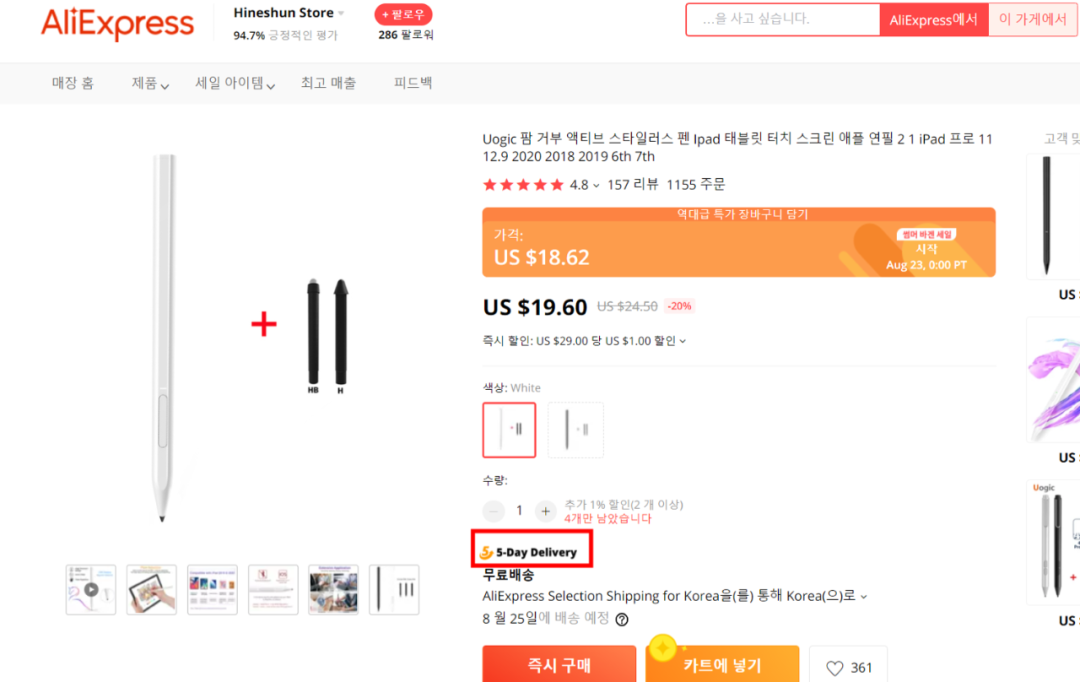 AliExpress
Hineshun Store
94.7% 긍정적인 평가
+ 팔로우
286 팔로워
...을 사고 싶습니다.
AliExpress에서
이 가게에서
매장 홈
제품
세일 아이템
최고 매출
피드백
Uogic 팜 거부 액티브 스타일러스 펜 Ipad 태블릿 터치 스크린 애플 연필 2 1 iPad 프로 11
12.9 2020 2018 2019 6th 7th
4.8 157 리뷰 1155 주문
역대급 특가 장바구니 담기
가격:
US $18.62
썸머 바겐 세일
시작
Aug 23, 0:00 PT
US $19.60 US $24.50 -20%
즉시 할인: US $29.00 당 US $1.00 할인
색상: White
수량:
1
추가 1% 할인(2 개 이상)
4개만 남았습니다
5-Day Delivery
무료배송
AliExpress Selection Shipping for Korea을(를) 통해 Korea(으)로
8 월 25일에 배송 예정
즉시 구매
카트에 넣기
361
HB
H
고객 및
US
US
Uogic
US